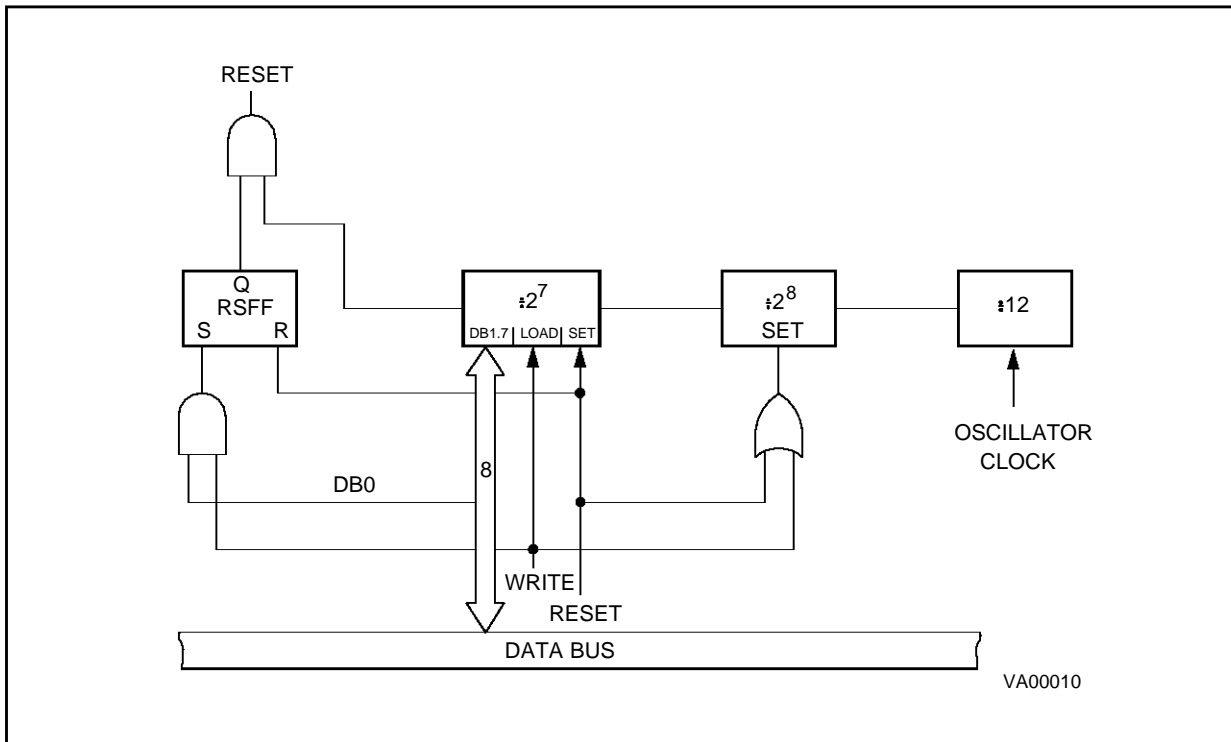 RESET
Q
RSFF
S R
÷2⁷
DB1.7 LOAD SET
÷2⁸
SET
÷12
OSCILLATOR
CLOCK
8
DB0
WRITE
RESET
DATA BUS
VA00010